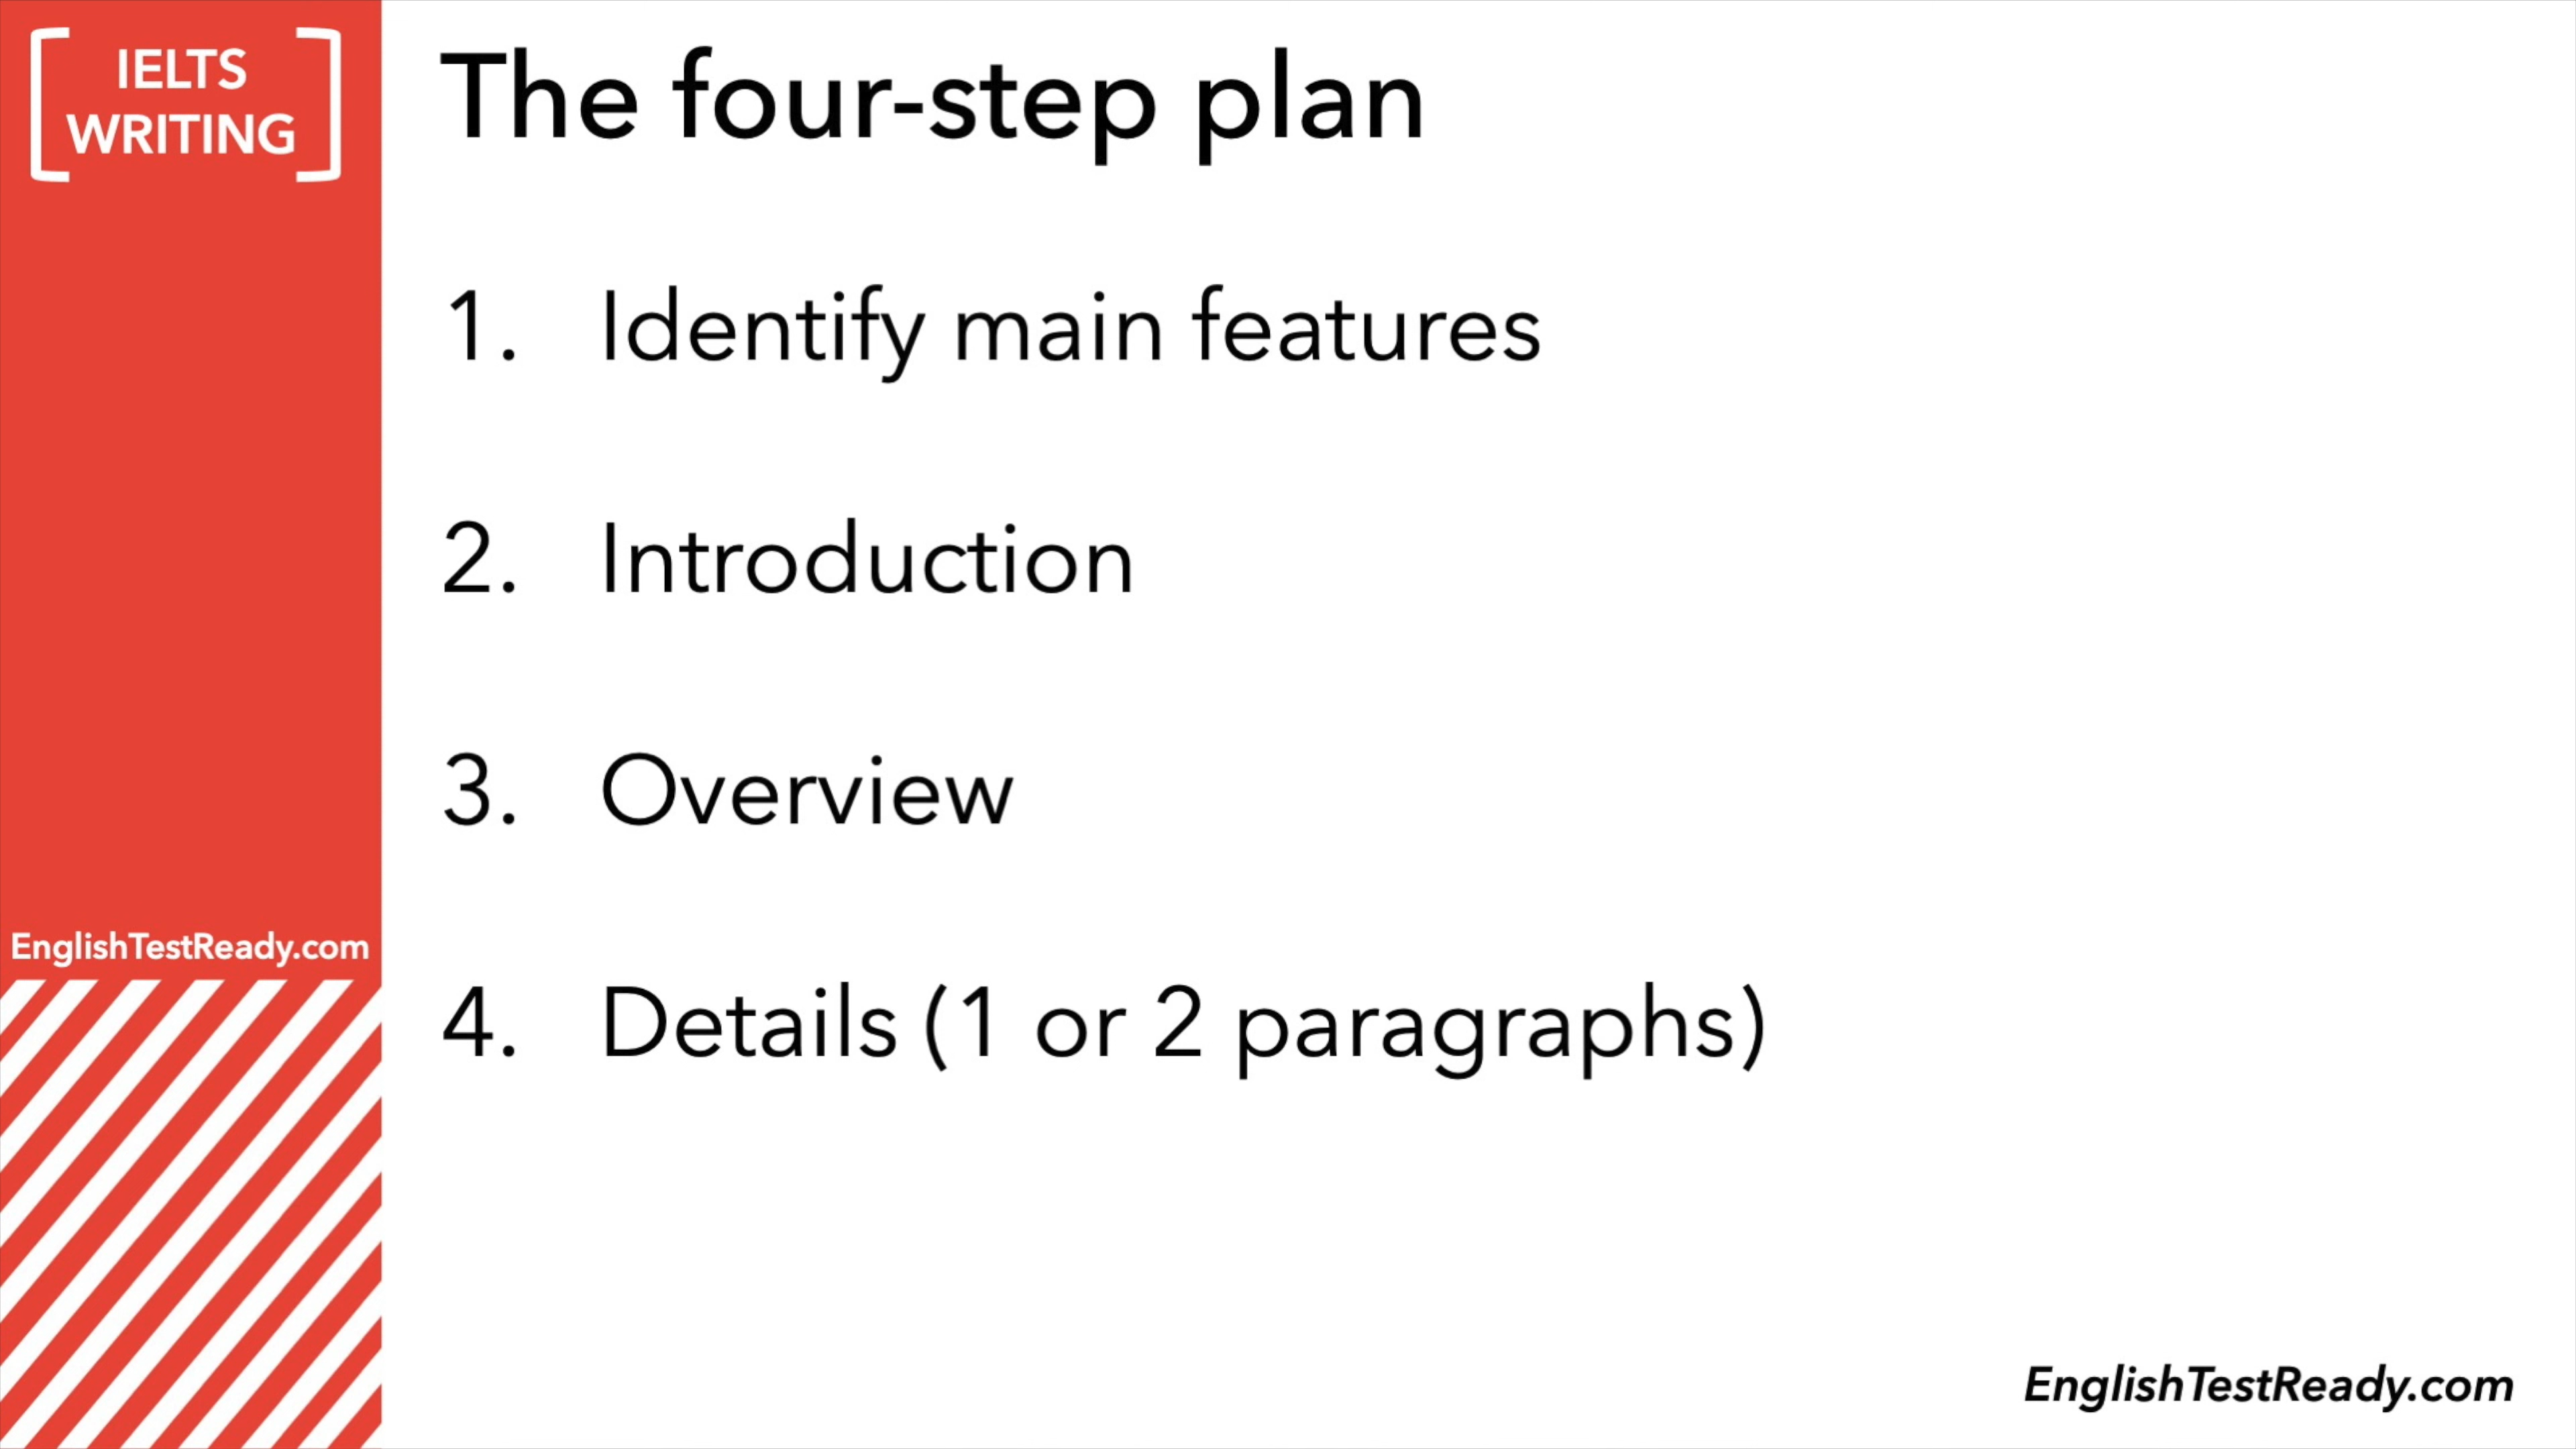 IELTS
WRITING
The four-step plan
1. Identify main features
2. Introduction
3. Overview
4. Details (1 or 2 paragraphs)
EnglishTestReady.com
EnglishTestReady.com